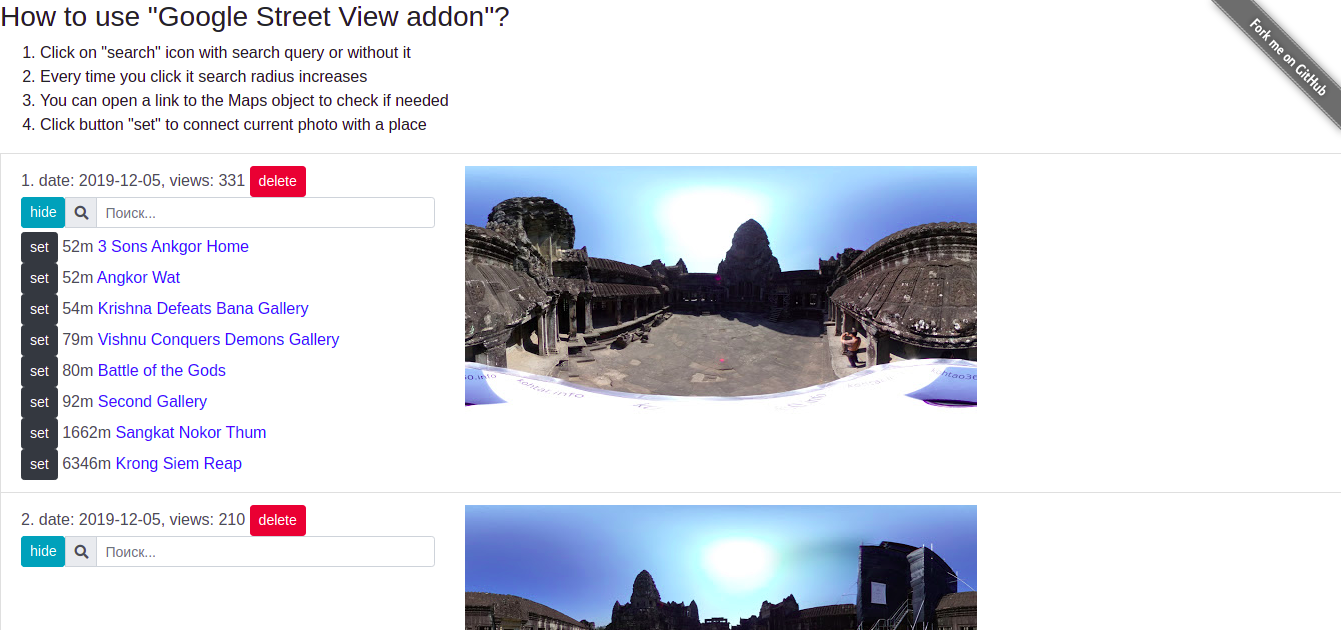 How to use "Google Street View addon"?
Fork me on GitHub
1. Click on "search" icon with search query or without it
2. Every time you click it search radius increases
3. You can open a link to the Maps object to check if needed
4. Click button "set" to connect current photo with a place
1. date: 2019-12-05, views: 331 delete
hide Поиск...
set 52m 3 Sons Ankgor Home
set 52m Angkor Wat
set 54m Krishna Defeats Bana Gallery
set 79m Vishnu Conquers Demons Gallery
set 80m Battle of the Gods
set 92m Second Gallery
set 1662m Sangkat Nokor Thum
set 6346m Krong Siem Reap
2. date: 2019-12-05, views: 210 delete
hide Поиск...